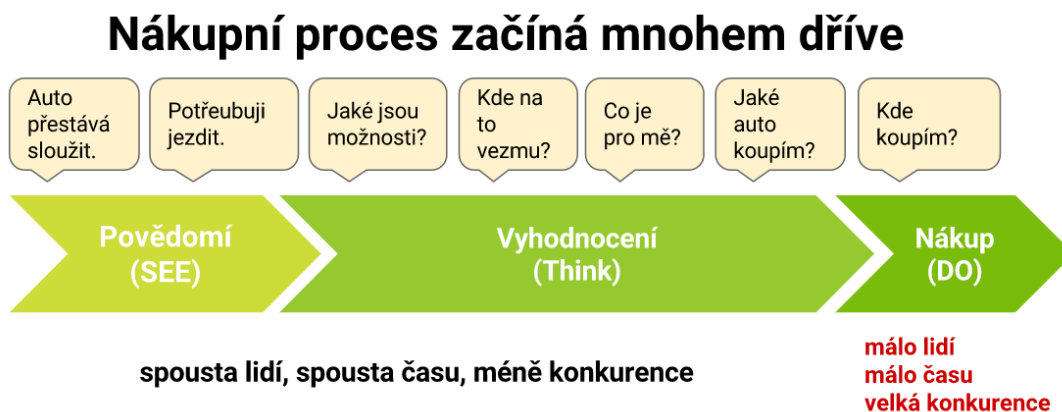 Nákupní proces začíná mnohem dříve
Auto
přestává
sloužit.
Potřeubuji
jezdit.
Jaké jsou
možnosti?
Kde na
to
vezmu?
Co je
pro mě?
Jaké
auto
koupím?
Kde
koupím?
Povědomí
(SEE)
Vyhodnocení
(Think)
Nákup
(DO)
spousta lidí, spousta času, méně konkurence
málo lidí
málo času
velká konkurence